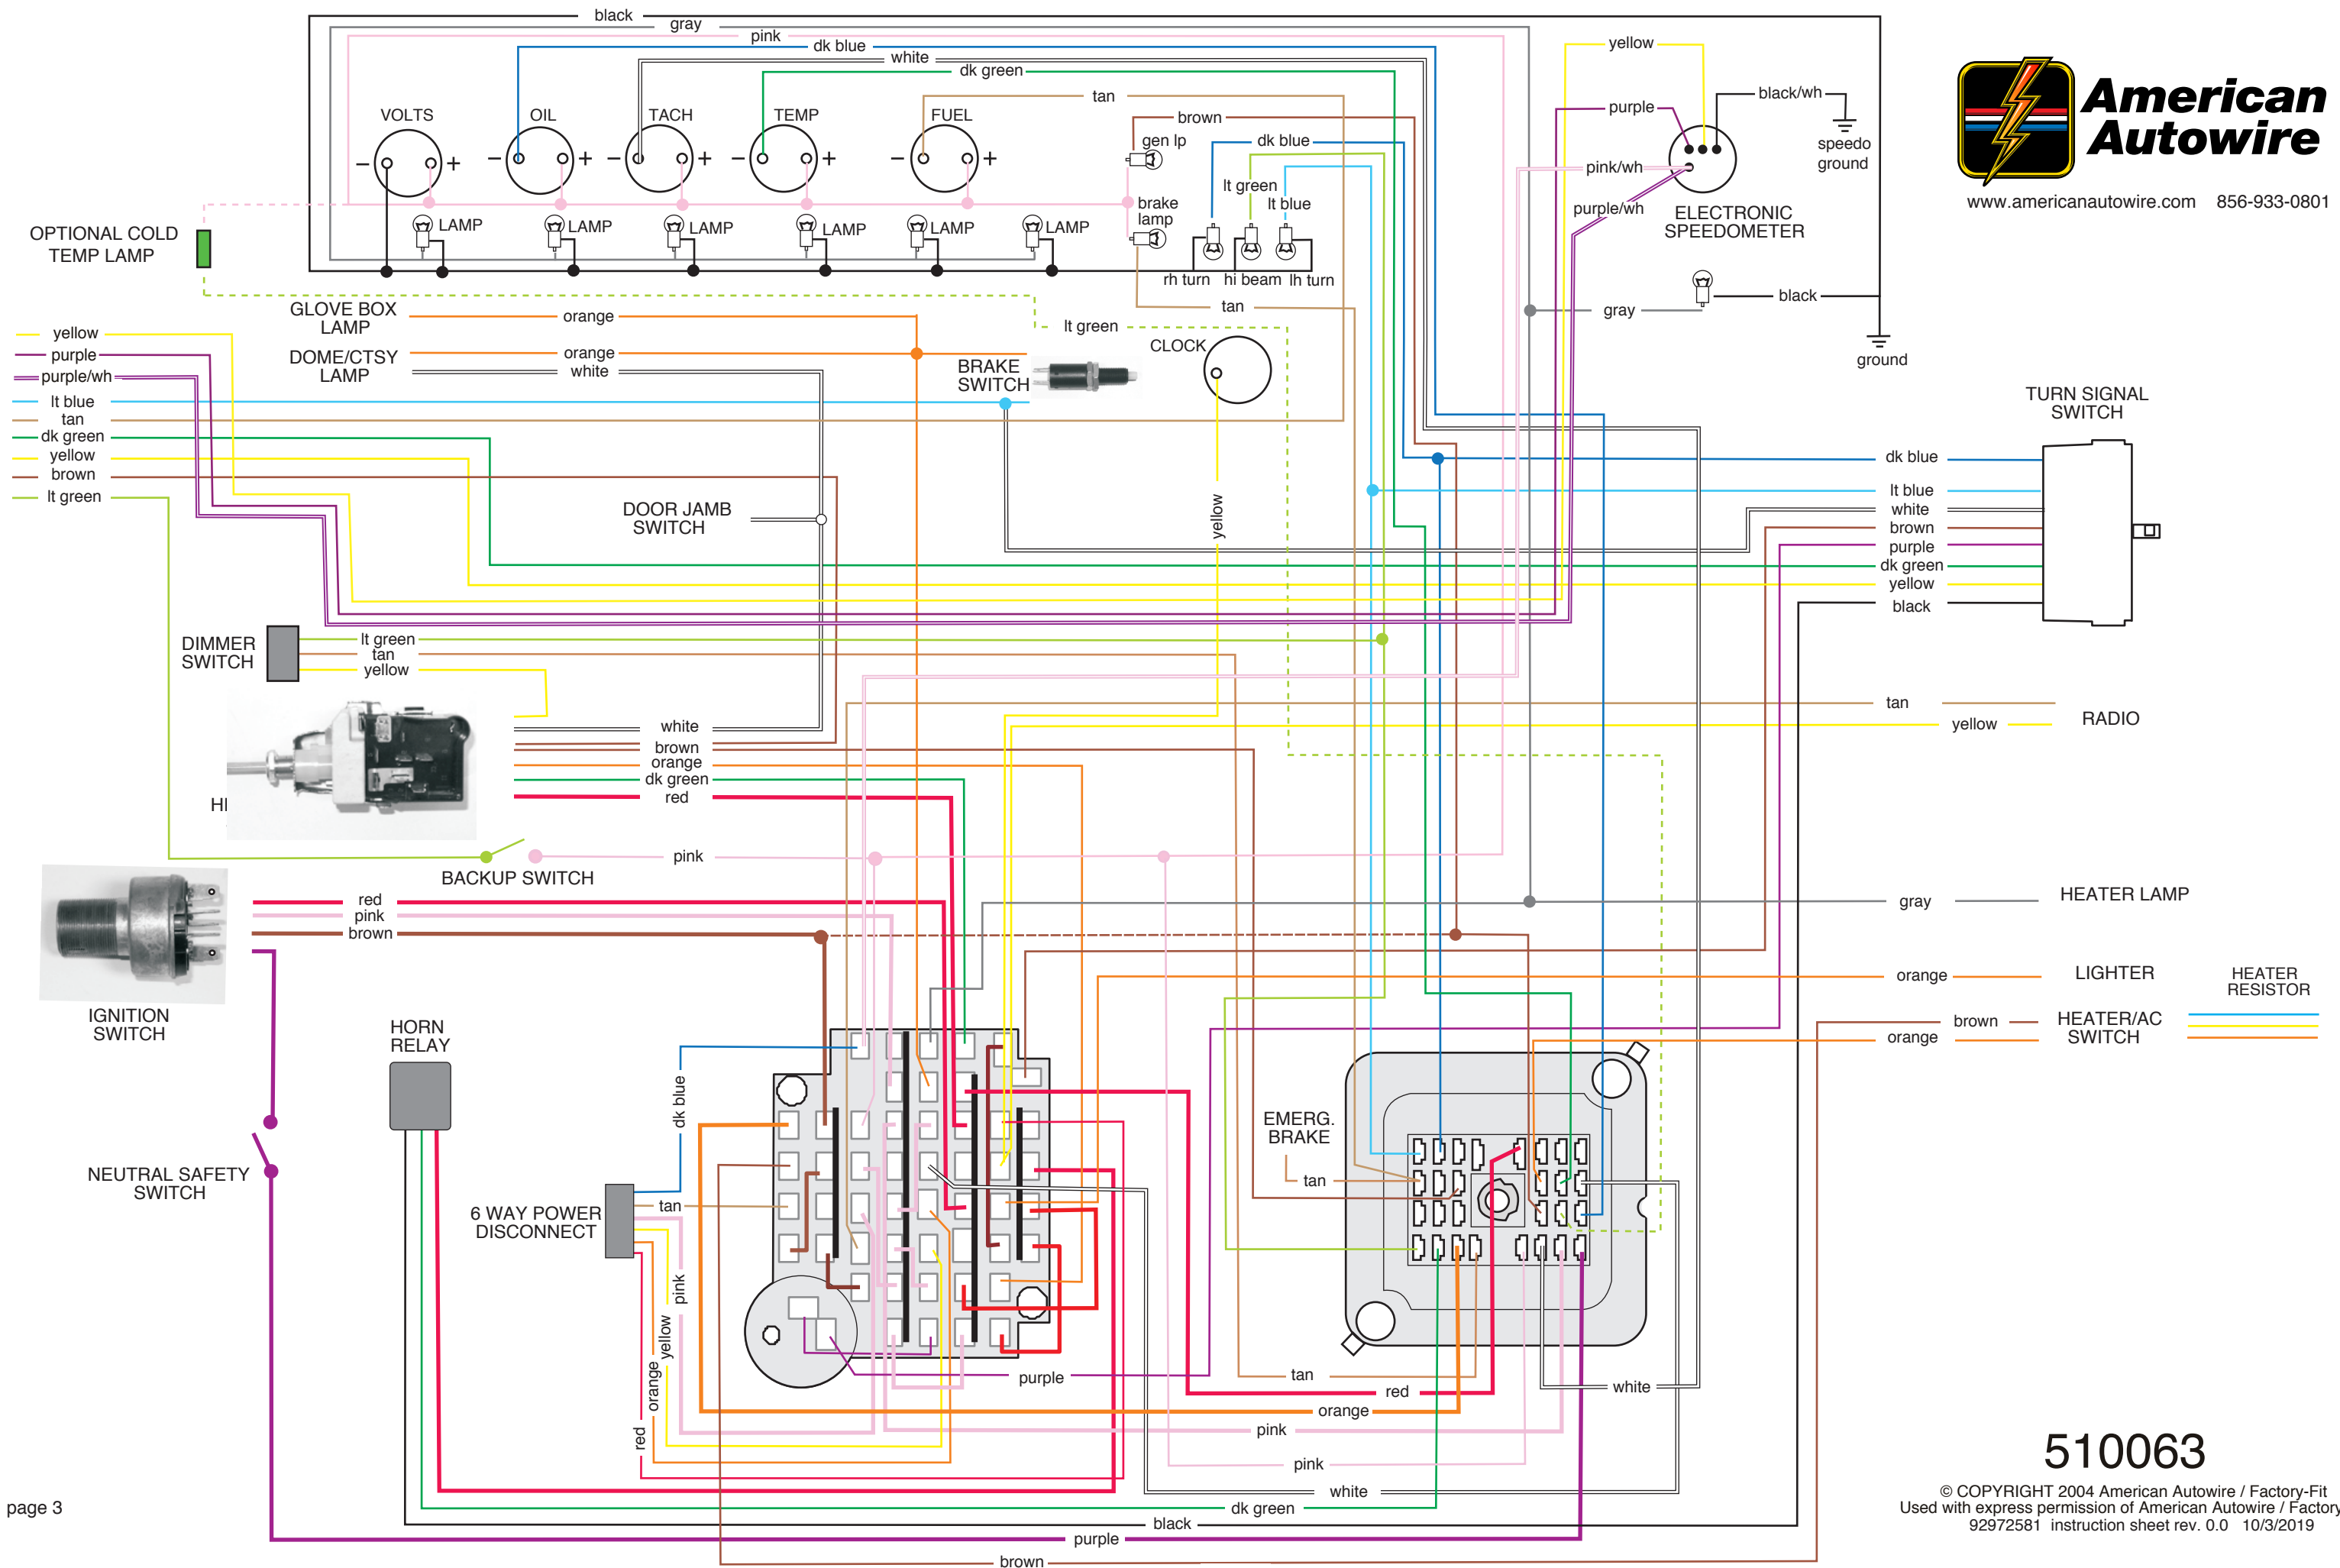 black
gray
pink
dk blue
white
dk green
tan
yellow
black/wh
purple
brown
gen lp
dk blue
speedo
ground
pink/wh
purple/wh
ELECTRONIC
SPEEDOMETER
American
Autowire
www.americanautowire.com 856-933-0801
VOLTS
OIL
TACH
TEMP
FUEL
− +
− +
− +
− +
− +
lt green
lt blue
brake
lamp
LAMP
LAMP
LAMP
LAMP
LAMP
LAMP
OPTIONAL COLD
TEMP LAMP
rh turn
hi beam
lh turn
tan
gray
black
ground
GLOVE BOX
LAMP
orange
lt green
DOME/CTSY
LAMP
orange
white
BRAKE
SWITCH
CLOCK
yellow
purple
purple/wh
lt blue
tan
dk green
yellow
brown
lt green
DOOR JAMB
SWITCH
yellow
TURN SIGNAL
SWITCH
dk blue
lt blue
white
brown
purple
dk green
yellow
black
DIMMER
SWITCH
lt green
tan
yellow
white
brown
orange
dk green
red
tan
yellow
RADIO
pink
BACKUP SWITCH
red
pink
brown
IGNITION
SWITCH
gray
HEATER LAMP
orange
LIGHTER
HEATER
RESISTOR
brown
orange
HEATER/AC
SWITCH
HORN
RELAY
NEUTRAL SAFETY
SWITCH
dk blue
6 WAY POWER
DISCONNECT
tan
pink
yellow
orange
red
EMERG.
BRAKE
tan
purple
tan
red
orange
pink
pink
white
white
dk green
black
purple
brown
510063
© COPYRIGHT 2004 American Autowire / Factory-Fit
Used with express permission of American Autowire / Factory
92972581 instruction sheet rev. 0.0 10/3/2019
page 3